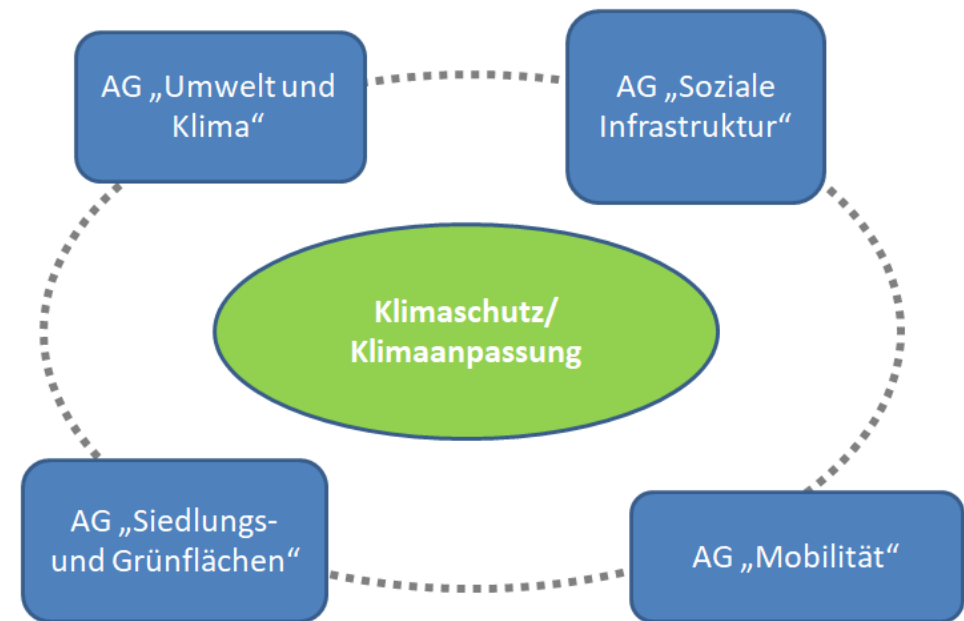 AG „Umwelt und
Klima“
AG „Soziale
Infrastruktur“
Klimaschutz/
Klimaanpassung
AG „Siedlungs-
und Grünflächen“
AG „Mobilität“